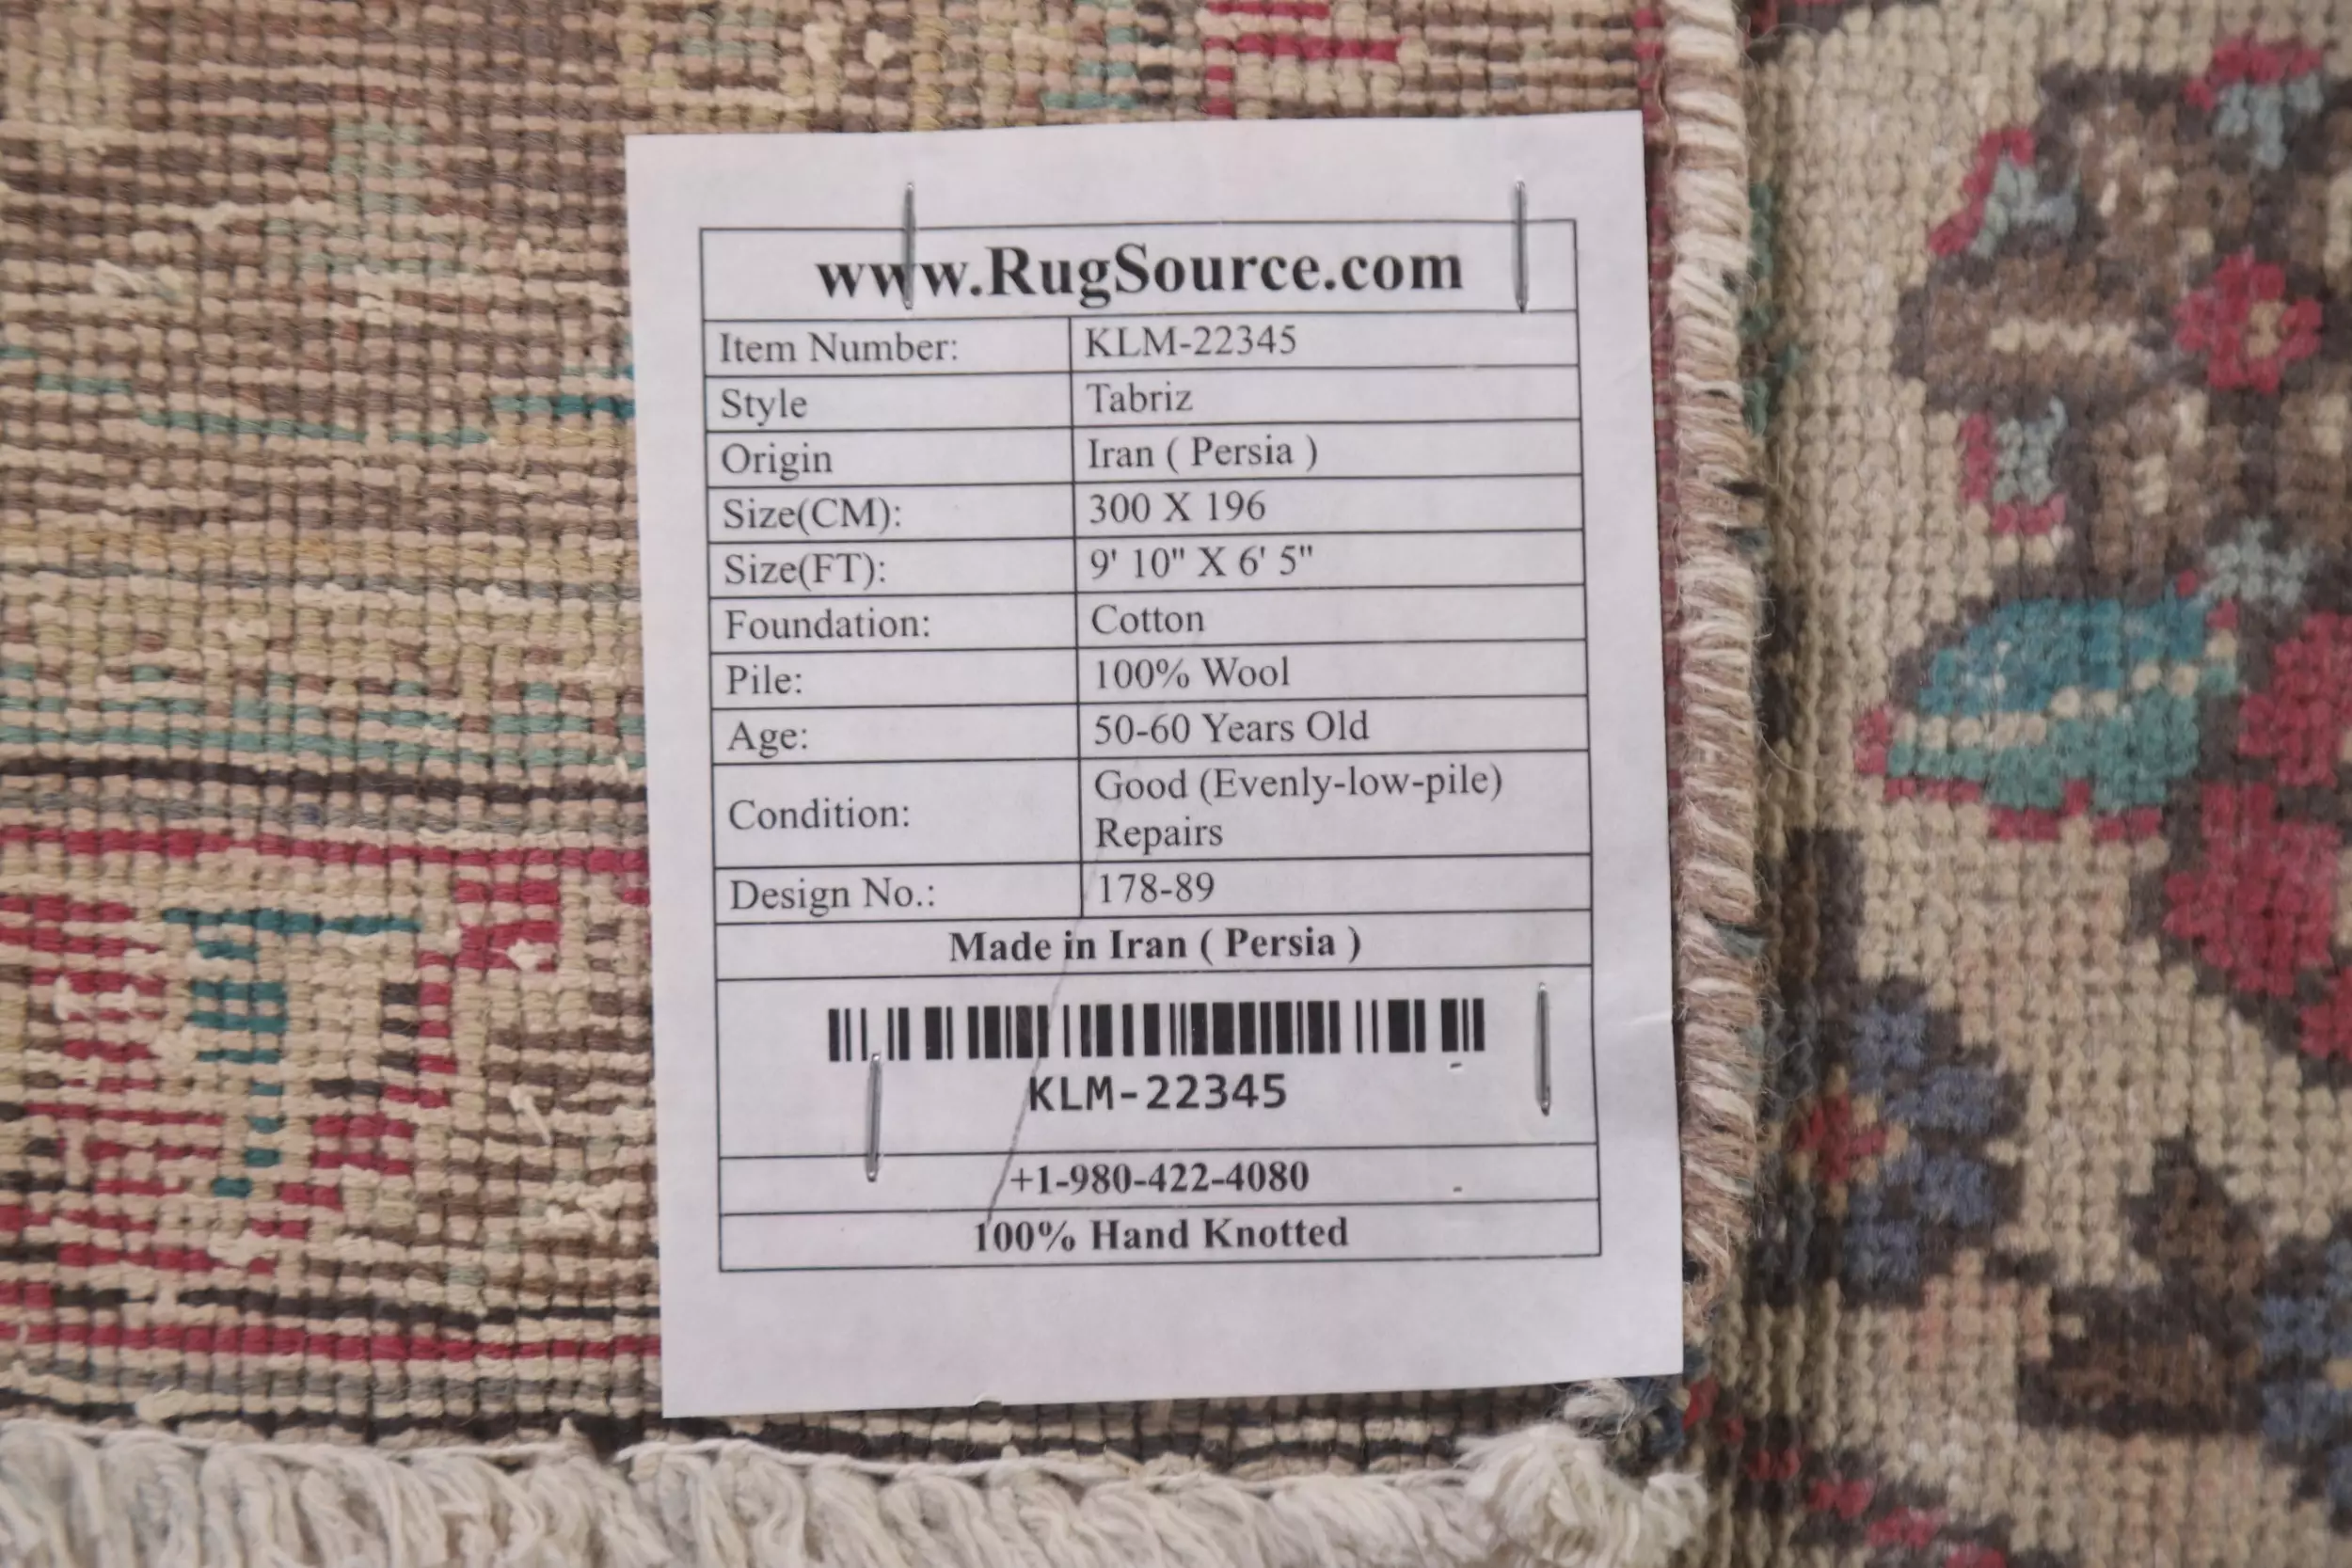 www.RugSource.com
Item Number: KLM-22345
Style Tabriz
Origin Iran ( Persia )
Size(CM): 300 X 196
Size(FT): 9' 10" X 6' 5"
Foundation: Cotton
Pile: 100% Wool
Age: 50-60 Years Old
Condition: Good (Evenly-low-pile)
Repairs
Design No.: 178-89
Made in Iran ( Persia )
KLM-22345
+1-980-422-4080
100% Hand Knotted